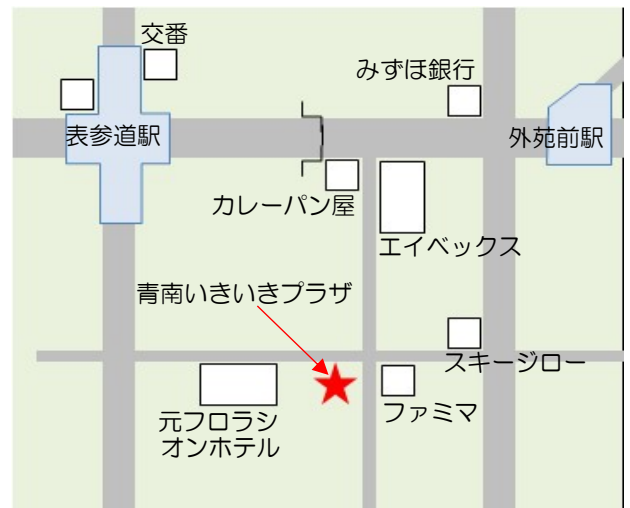 交番
みずほ銀行
表参道駅
外苑前駅
カレーパン屋
エイベックス
青南いきいきプラザ
スキージロー
ファミマ
元フロラシ
オンホテル